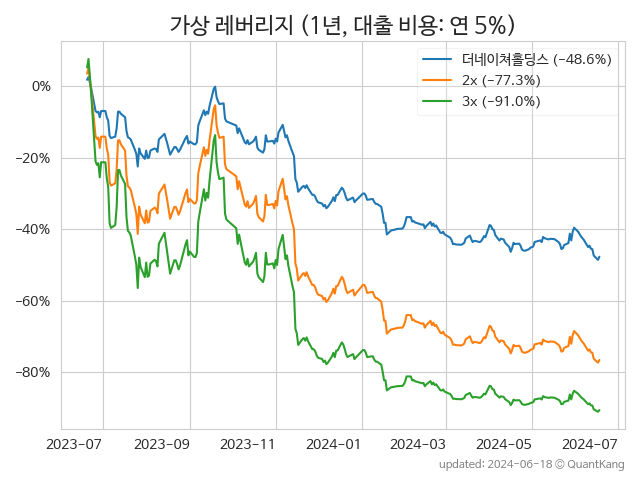 가상 레버리지 (1년, 대출 비용: 연 5%)
더네이쳐홀딩스 (−48.6%)
2x (−77.3%)
3x (−91.0%)
0%
−20%
−40%
−60%
−80%
2023-07 2023-09 2023-11 2024-01 2024-03 2024-05 2024-07
updated: 2024-06-18 © QuantKang